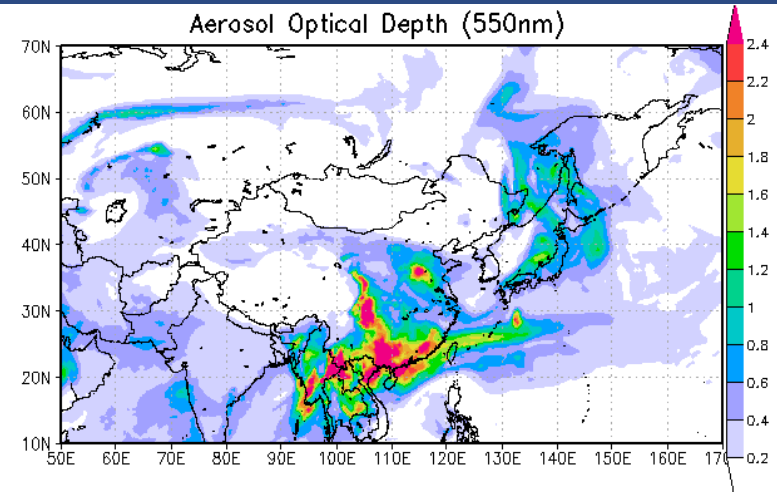 Aerosol Optical Depth (550nm)
70N
60N
50N
40N
30N
20N
10N
50E 60E 70E 80E 90E 100E 110E 120E 130E 140E 150E 160E 170
2.4
2.2
2
1.8
1.6
1.4
1.2
1
0.8
0.6
0.4
0.2